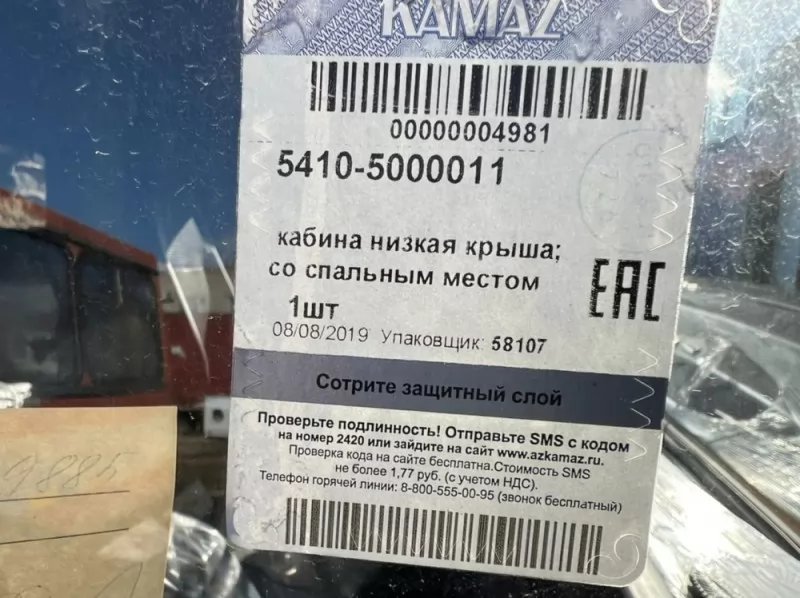 KAMAZ
00000004981
5410-5000011
кабина низкая крыша;
со спальным местом
1шт
08/08/2019 Упаковщик: 58107
EAC
Сотрите защитный слой
Проверьте подлинность! Отправьте SMS с кодом
на номер 2420 или зайдите на сайт www.azkamaz.ru.
Проверка кода на сайте бесплатна.Стоимость SMS
не более 1,77 руб. (с учетом НДС).
Телефон горячей линии: 8-800-555-00-95 (звонок бесплатный)
9885